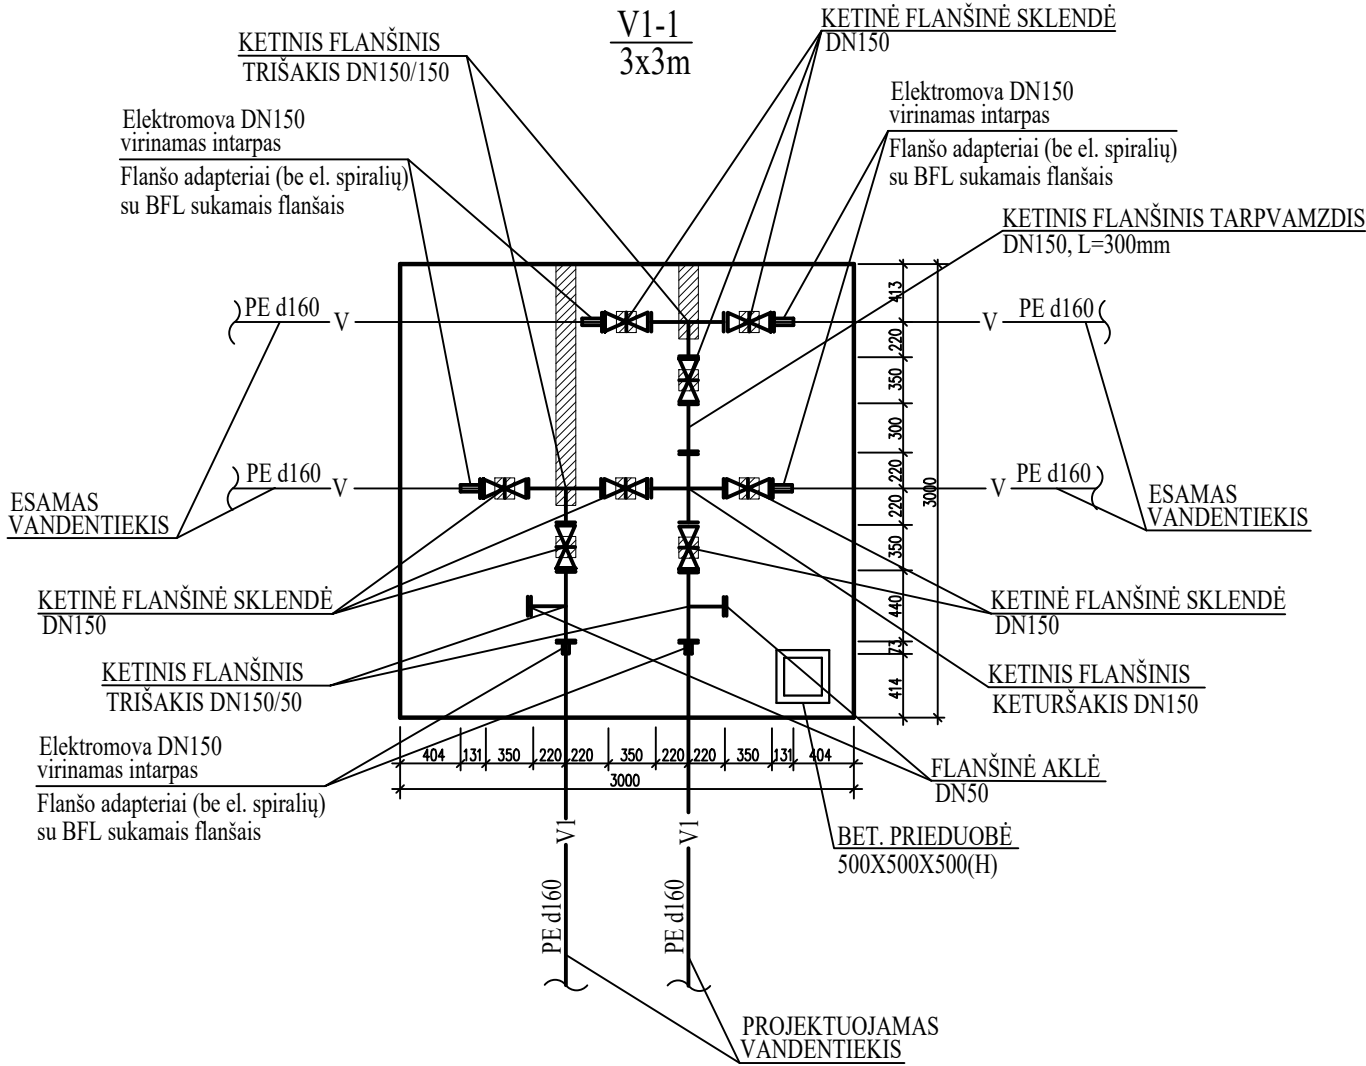 V1-1
3x3m
KETINĖ FLANŠINĖ SKLENDĖ
DN150
KETINIS FLANŠINIS
TRIŠAKIS DN150/150
Elektromova DN150
virinamas intarpas
Flanšo adapteriai (be el. spiralių)
su BFL sukamais flanšais
Elektromova DN150
virinamas intarpas
Flanšo adapteriai (be el. spiralių)
su BFL sukamais flanšais
KETINIS FLANŠINIS TARPVAMZDIS
DN150, L=300mm
PE d160
V
V
PE d160
413
220
350
300
220
220
350
440
73
414
3000
PE d160
V
V
PE d160
ESAMAS
VANDENTIEKIS
ESAMAS
VANDENTIEKIS
KETINĖ FLANŠINĖ SKLENDĖ
DN150
KETINĖ FLANŠINĖ SKLENDĖ
DN150
KETINIS FLANŠINIS
TRIŠAKIS DN150/50
KETINIS FLANŠINIS
KETURŠAKIS DN150
Elektromova DN150
virinamas intarpas
Flanšo adapteriai (be el. spiralių)
su BFL sukamais flanšais
404 131 350 220 220 350 220 220 350 131 404
3000
FLANŠINĖ AKLĖ
DN50
BET. PRIEDUOBĖ
500X500X500(H)
V1
V1
PE d160
PE d160
PROJEKTUOJAMAS
VANDENTIEKIS